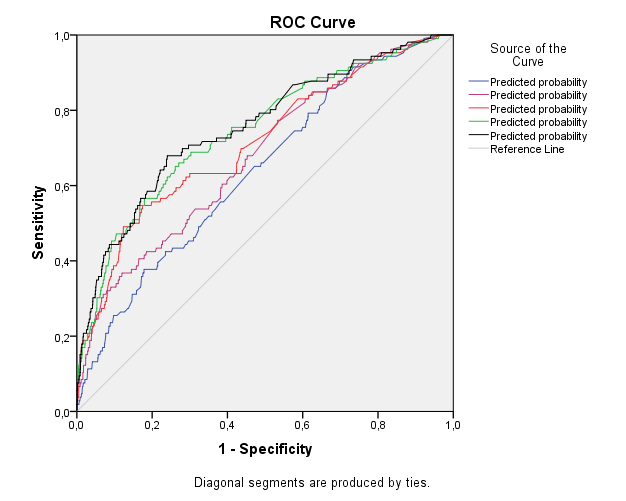 ROC Curve
Source of the
Curve
Predicted probability
Predicted probability
Predicted probability
Predicted probability
Predicted probability
Reference Line
Sensitivity
1,0
0,8
0,6
0,4
0,2
0,0
0,0 0,2 0,4 0,6 0,8 1,0
1 - Specificity
Diagonal segments are produced by ties.